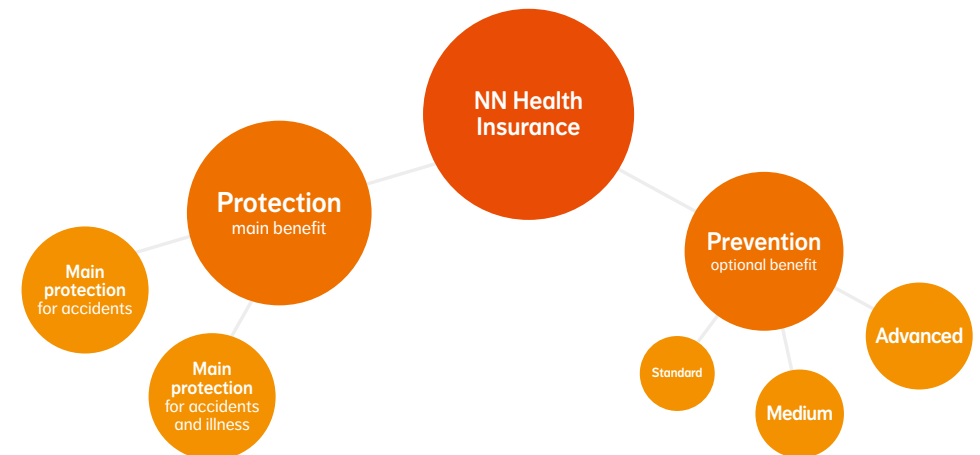 NN Health
Insurance
Protection
main benefit
Main
protection
for accidents
Main
protection
for accidents
and illness
Prevention
optional benefit
Standard
Medium
Advanced